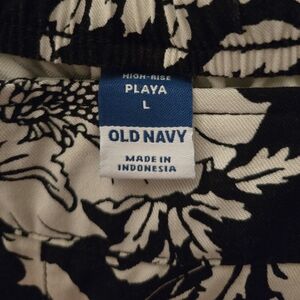 HIGH-RISE
PLAYA
L
OLD NAVY
MADE IN
INDONESIA